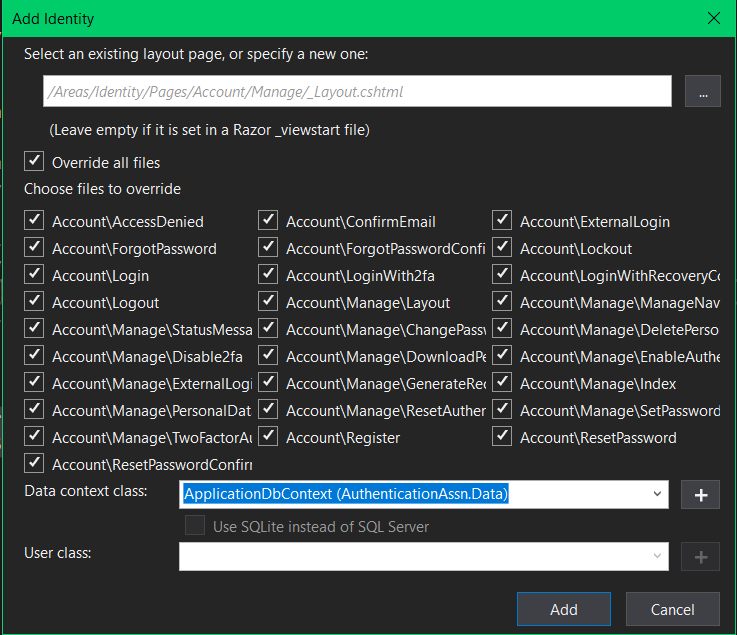 Add Identity
Select an existing layout page, or specify a new one:
/Areas/Identity/Pages/Account/Manage/_Layout.cshtml
...
(Leave empty if it is set in a Razor _viewstart file)
Override all files
Choose files to override
Account\AccessDenied Account\ConfirmEmail Account\ExternalLogin
Account\ForgotPassword Account\ForgotPasswordConfi Account\Lockout
Account\Login Account\LoginWith2fa Account\LoginWithRecoveryCo
Account\Logout Account\Manage\Layout Account\Manage\ManageNav
Account\Manage\StatusMessa Account\Manage\ChangePassw Account\Manage\DeletePerso
Account\Manage\Disable2fa Account\Manage\DownloadPe Account\Manage\EnableAuthe
Account\Manage\ExternalLogi Account\Manage\GenerateRec Account\Manage\Index
Account\Manage\PersonalDat Account\Manage\ResetAuthen Account\Manage\SetPassword
Account\Manage\TwoFactorAu Account\Register Account\ResetPassword
Account\ResetPasswordConfirm
Data context class: ApplicationDbContext (AuthenticationAssn.Data)
Use SQLite instead of SQL Server
User class:
Add Cancel